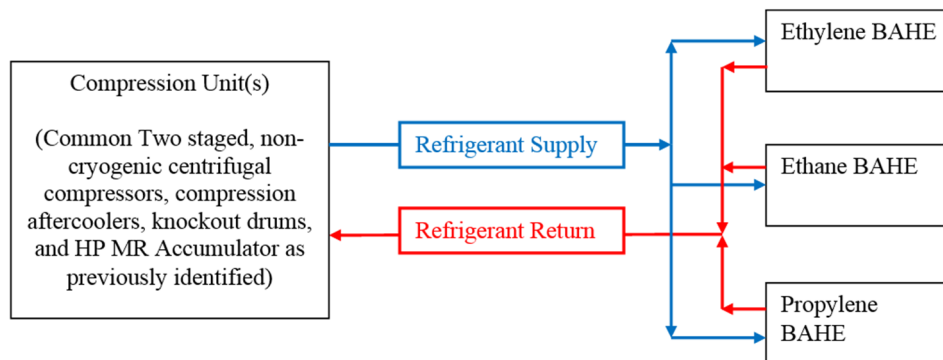 Compression Unit(s)
(Common Two staged, non-
cryogenic centrifugal
compressors, compression
aftercoolers, knockout drums,
and HP MR Accumulator as
previously identified)
Refrigerant Supply
Refrigerant Return
Ethylene BAHE
Ethane BAHE
Propylene
BAHE